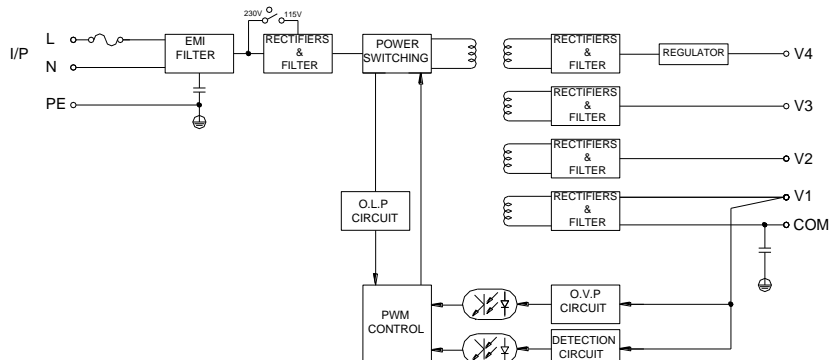 230V 115V
I/P
L
N
PE
EMI
FILTER
RECTIFIERS
&
FILTER
POWER
SWITCHING
RECTIFIERS
&
FILTER
REGULATOR
V4
RECTIFIERS
&
FILTER
V3
RECTIFIERS
&
FILTER
V2
RECTIFIERS
&
FILTER
V1
COM
O.L.P
CIRCUIT
PWM
CONTROL
O.V.P
CIRCUIT
DETECTION
CIRCUIT